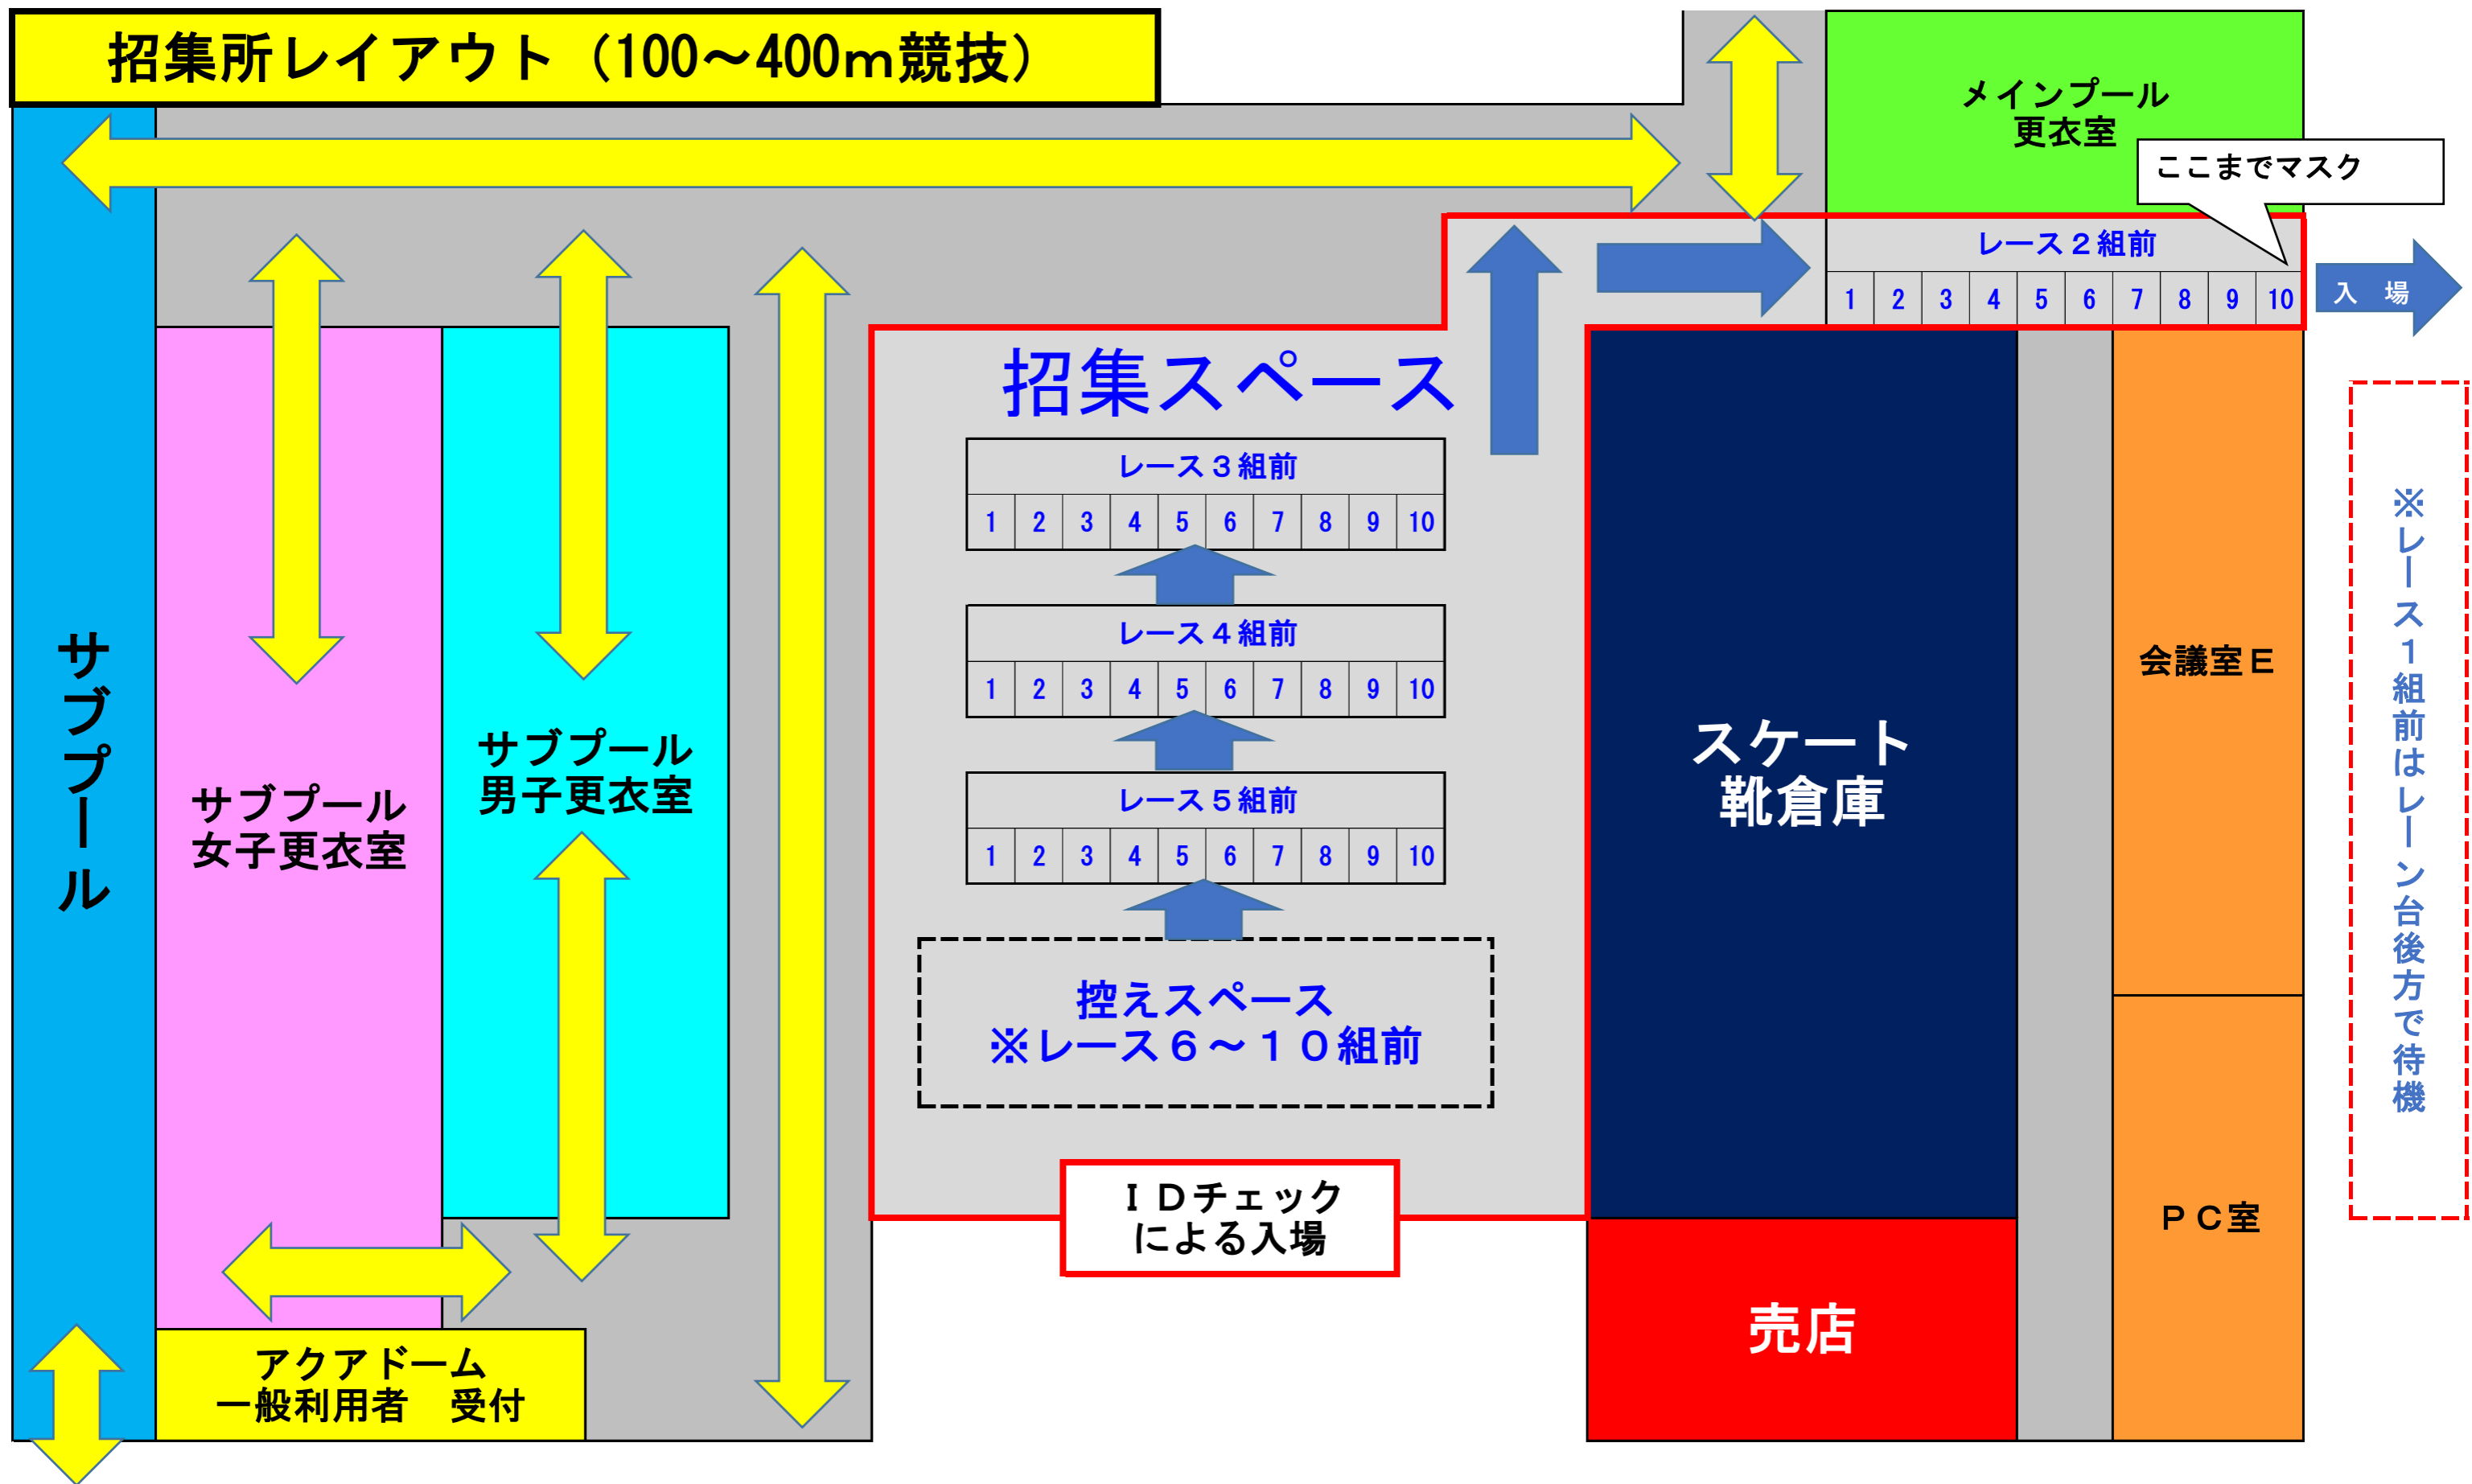 招集所レイアウト（100～400ｍ競技）
メインプール
更衣室
ここまでマスク
レース２組前
1 2 3 4 5 6 7 8 9 10
入　場
招集スペース
レース３組前
1 2 3 4 5 6 7 8 9 10
レース４組前
1 2 3 4 5 6 7 8 9 10
レース５組前
1 2 3 4 5 6 7 8 9 10
控えスペース
※レース６～１０組前
ＩＤチェック
による入場
サブプール
サブプール
女子更衣室
サブプール
男子更衣室
アクアドーム
一般利用者　受付
スケート
靴倉庫
売店
会議室Ｅ
ＰＣ室
※レース１組前はレーン台後方で待機